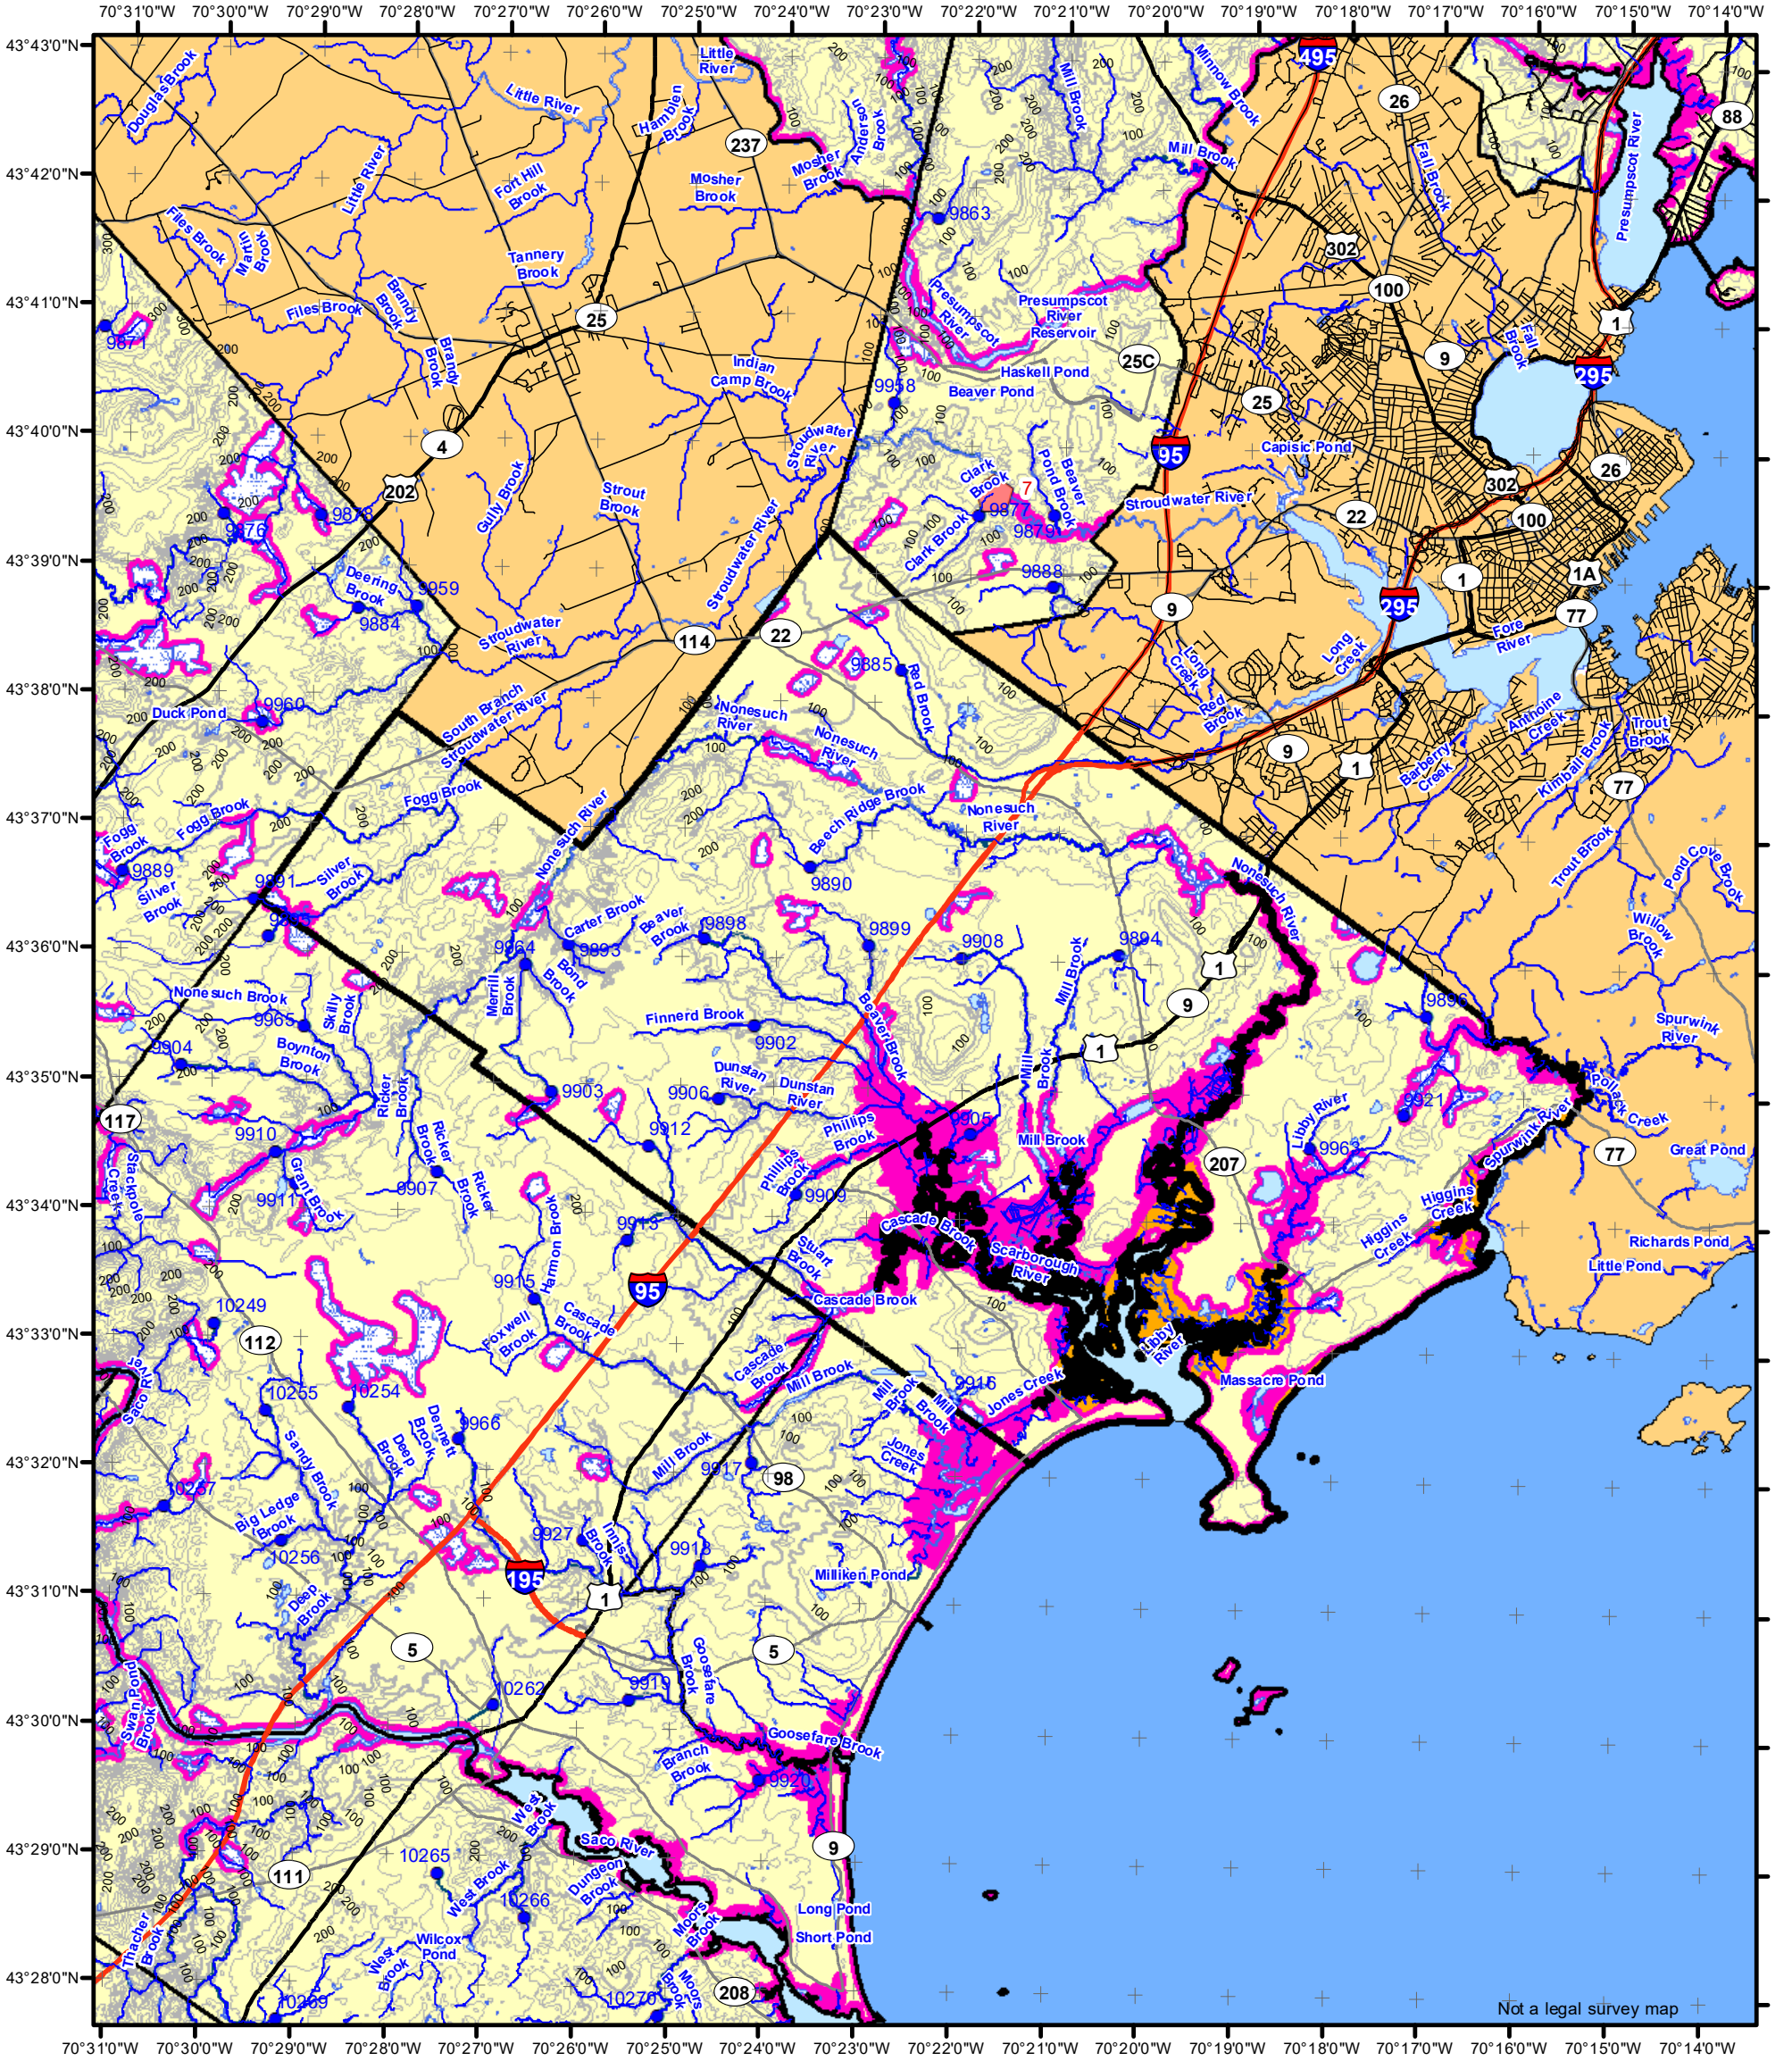 70°31'0"W 70°30'0"W 70°29'0"W 70°28'0"W 70°27'0"W 70°26'0"W 70°25'0"W 70°24'0"W 70°23'0"W 70°22'0"W 70°21'0"W 70°20'0"W 70°19'0"W 70°18'0"W 70°17'0"W 70°16'0"W 70°15'0"W 70°14'0"W
43°43'0"N
43°42'0"N
43°41'0"N
43°40'0"N
43°39'0"N
43°38'0"N
43°37'0"N
43°36'0"N
43°35'0"N
43°34'0"N
43°33'0"N
43°32'0"N
43°31'0"N
43°30'0"N
43°29'0"N
43°28'0"N
Douglas Brook
Little River
Little
River
Hamblen
Brook
237
Mosher
Brook
Mosher
Brook
Anderson
Brook
Mill Brook
Minnow Brook
495
26
Fall Brook
Presumpscot River
88
Mill Brook
Little River
Fort Hill
Brook
Files Brook
Martin
Brook
Tannery
Brook
9863
302
100
Presumpscot
River
Presumpscot
River
Reservoir
Files Brook
Brandy
Brook
Brandy
Brook
25
9871
1
Fall
Brook
9
295
25C
Haskell Pond
Beaver Pond
Indian
Camp Brook
9958
25
4
Stroudwater
River
95
Capisic Pond
26
302
202
Gully Brook
Strout
Brook
Clark
Brook
7
Beaver
Pond Brook
Stroudwater River
22
100
9878
9876
9877
9879
Clark Brook
Stroudwater River
9888
1
1A
Deering
Brook
9959
9884
Stroudwater
River
114
22
9
295
77
Fore
River
Long
Creek
Long
Creek
Red
Brook
9885
Red Brook
9960
Duck Pond
South Branch
Stroudwater River
Nonesuch
River
Nonesuch
River
9
1
Anthoine
Creek
Barberry
Creek
Kimball Brook
Trout
Brook
77
Fogg Brook
Fogg Brook
Fogg
Brook
Nonesuch River
Beech Ridge Brook
Nonesuch
River
9889
9891
Silver
Brook
Silver
Brook
9890
Nonesuch River
Trout Brook
Pond Cove
Brook
Willow
Brook
Carter Brook
Beaver
Brook
9898
9899
9908
9894
9864
9893
Bond
Brook
Merrill
Brook
Mill Brook
1
9
Nonesuch Brook
9965
Skilly
Brook
Finnerd Brook
9902
Beaver Brook
1
Mill
Brook
Spurwink
River
9904
Boynton
Brook
Ricker
Brook
9903
Dunstan
River
Dunstan
River
9906
9905
Pollack Creek
9921
117
9910
Ricker
Brook
9912
Phillips
Brook
Phillips
Brook
Mill Brook
207
Libby River
9963
Spurwink River
77
Great Pond
Stackpole
Creek
Grant Brook
9911
9907
Ricker
Brook
9909
Higgins
Creek
Higgins
Creek
Harmon Brook
9913
Cascade Brook
Stuart
Brook
Scarborough
River
Richards Pond
Little Pond
9915
95
Cascade Brook
10249
112
Foxwell
Brook
Cascade
Brook
Libby
River
Cascade
Brook
Mill Brook
Mill
Brook
Mill
Brook
9916
Jones Creek
Massacre Pond
Saco River
10255
10254
Dennett
Brook
Deep
Brook
9966
Sandy Brook
Mill Brook
9917
98
Jones
Creek
10257
Big Ledge
Brook
10256
9927
Innis
Brook
9918
Milliken Pond
195
1
Deep
Brook
5
5
Goosefare
Brook
10262
9919
Swan Pond
Brook
Goosefare Brook
Branch
Brook
9920
West
Brook
Saco River
9
111
10265
West Brook
Dungeon
Brook
10266
Long Pond
Short Pond
Moors
Brook
Thacher
Brook
West
Brook
Wilcox
Pond
10269
10270
Moors
Brook
208
Not a legal survey map
70°31'0"W 70°30'0"W 70°29'0"W 70°28'0"W 70°27'0"W 70°26'0"W 70°25'0"W 70°24'0"W 70°23'0"W 70°22'0"W 70°21'0"W 70°20'0"W 70°19'0"W 70°18'0"W 70°17'0"W 70°16'0"W 70°15'0"W 70°14'0"W